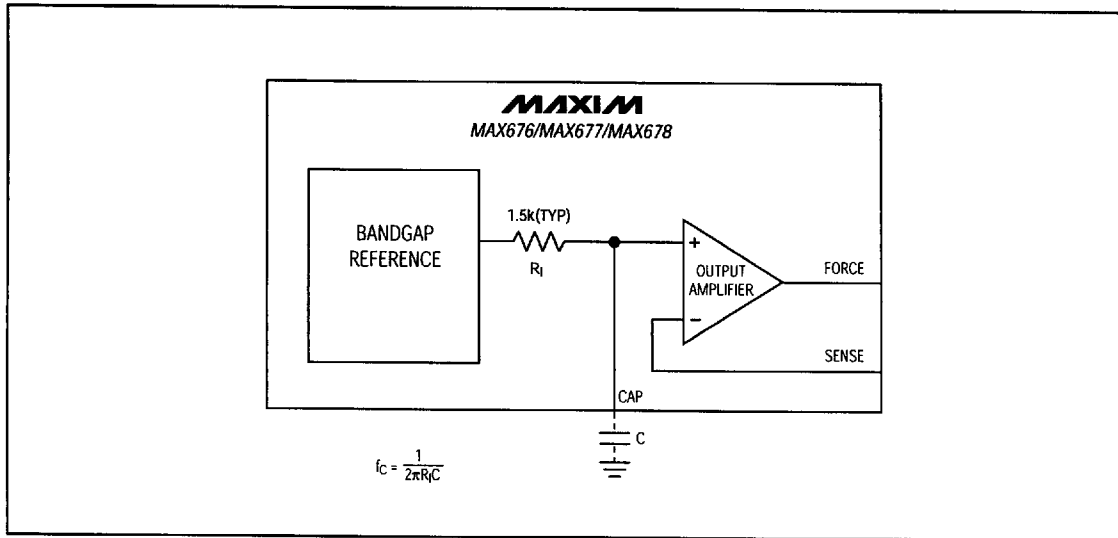 MAXIM
MAX676/MAX677/MAX678
BANDGAP
REFERENCE
1.5k(TYP)
RI
+
OUTPUT
AMPLIFIER
−
FORCE
SENSE
CAP
C
fC = 1
2πRIC